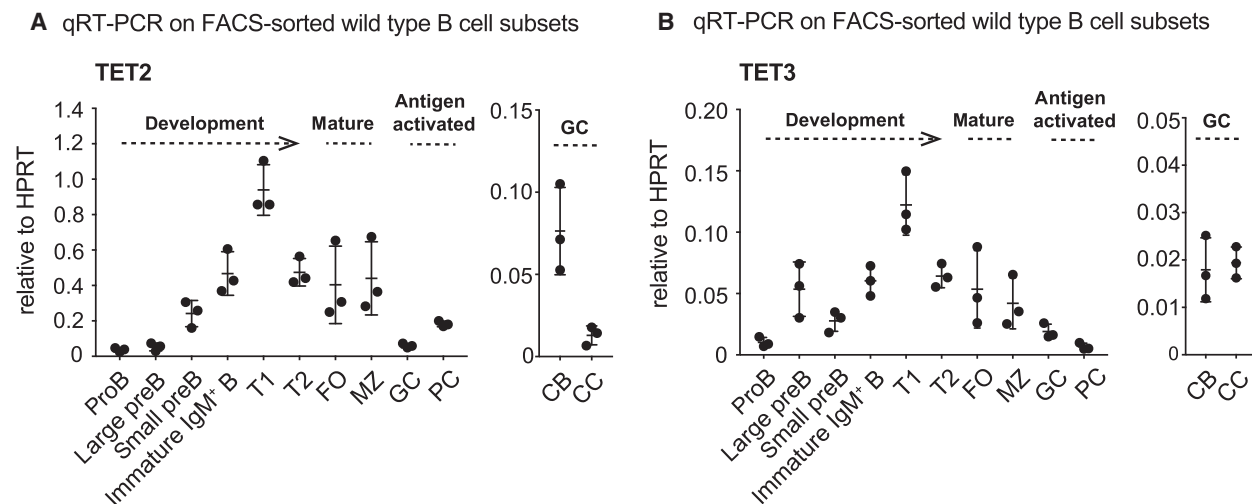 A qRT-PCR on FACS-sorted wild type B cell subsets
TET2
relative to HPRT
1.4
1.2
1.0
0.8
0.6
0.4
0.2
0
Development
Mature
Antigen
activated
ProB
Large preB
Small preB
Immature IgM+ B
T1
T2
FO
MZ
GC
PC
0.15
0.10
0.05
0
GC
CB
CC
B qRT-PCR on FACS-sorted wild type B cell subsets
TET3
relative to HPRT
0.20
0.15
0.10
0.05
0
Development
Mature
Antigen
activated
ProB
Large preB
Small preB
Immature IgM+ B
T1
T2
FO
MZ
GC
PC
0.05
0.04
0.03
0.02
0.01
0
GC
CB
CC